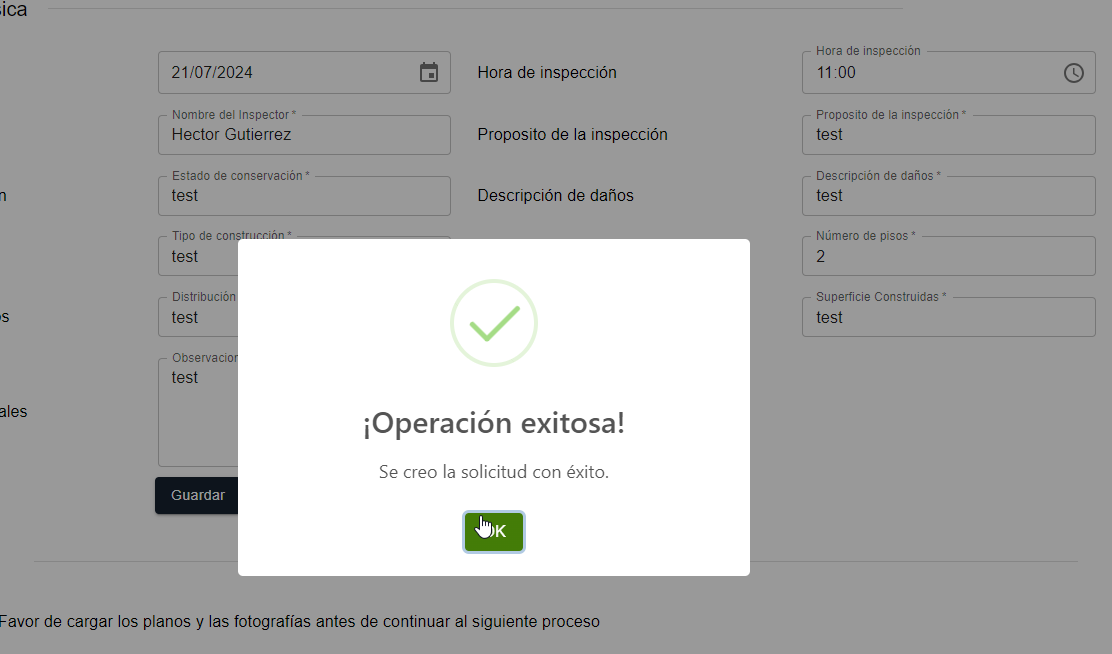 sica
21/07/2024
Hora de inspección
Hora de inspección
11:00
Nombre del Inspector *
Hector Gutierrez
Proposito de la inspección
Proposito de la inspección *
test
n
Estado de conservación *
test
Descripción de daños
Descripción de daños *
test
Tipo de construcción *
test
Número de pisos *
2
os
Distribución
test
Superficie Construidas *
test
Observacion
test
ales
Guardar
¡Operación exitosa!
Se creo la solicitud con éxito.
OK
Favor de cargar los planos y las fotografías antes de continuar al siguiente proceso